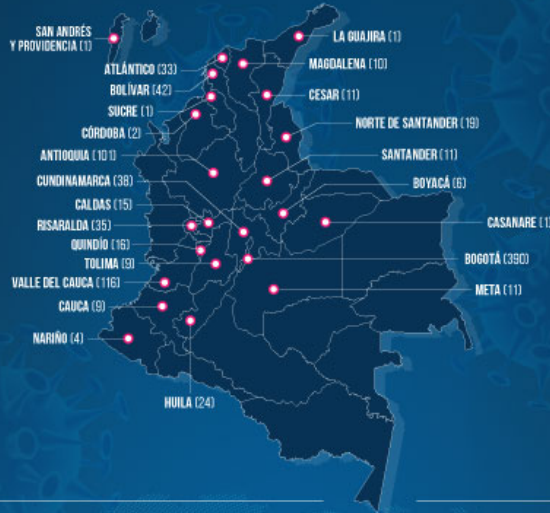 SAN ANDRÉS
Y PROVIDENCIA (1)
ATLÁNTICO (33)
BOLÍVAR (42)
SUCRE (1)
CÓRDOBA (2)
ANTIOQUIA (101)
CUNDINAMARCA (38)
CALDAS (15)
RISARALDA (35)
QUINDÍO (16)
TOLIMA (9)
VALLE DEL CAUCA (116)
CAUCA (9)
NARIÑO (4)
HUILA (24)
LA GUAJIRA (1)
MAGDALENA (10)
CESAR (11)
NORTE DE SANTANDER (19)
SANTANDER (11)
BOYACÁ (6)
CASANARE (1
BOGOTÁ (390)
META (11)